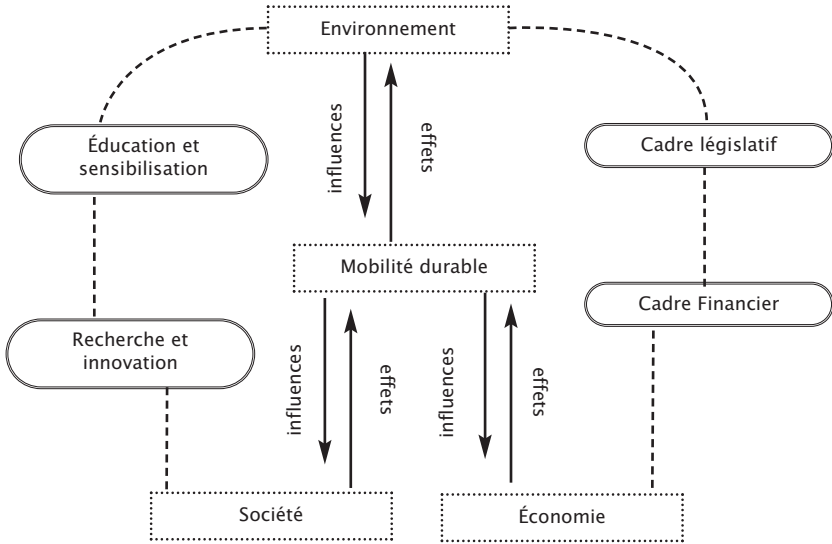 Environnement
influences
effets
Éducation et
sensibilisation
Cadre législatif
Mobilité durable
Cadre Financier
Recherche et
innovation
influences
effets
influences
effets
Société
Économie